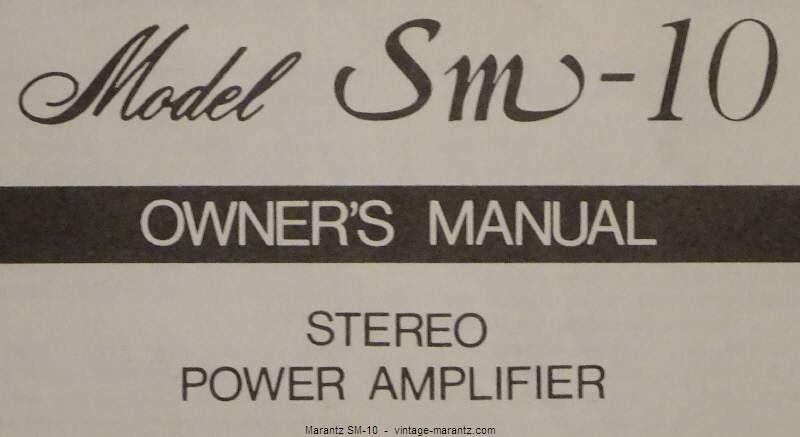 Model Sm-10
OWNER'S MANUAL
STEREO
POWER AMPLIFIER
Marantz SM-10 - vintage-marantz.com